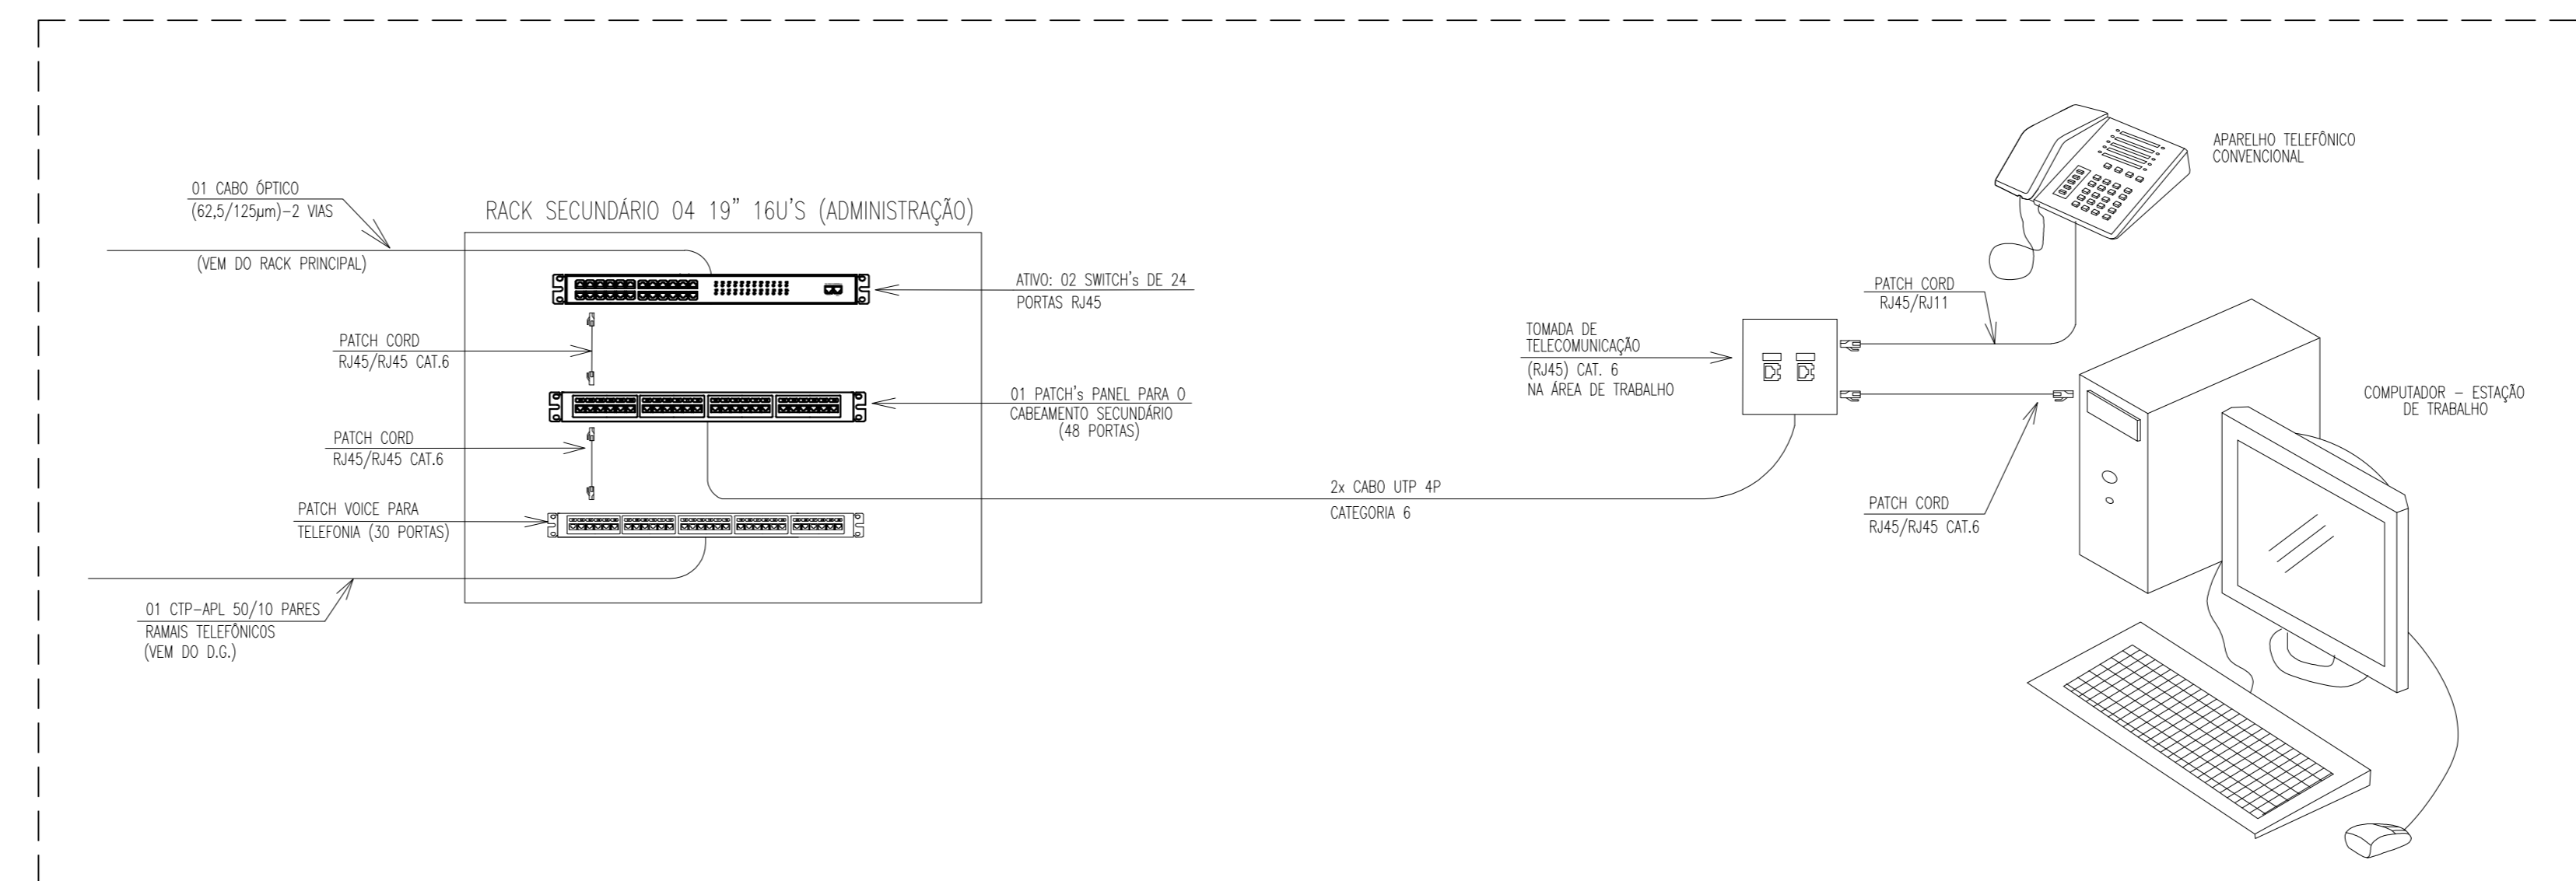 01 CABO ÓPTICO
(62,5/125µm)-2 VIAS
(VEM DO RACK PRINCIPAL)
RACK SECUNDÁRIO 04 19" 16U'S (ADMINISTRAÇÃO)
ATIVO: 02 SWITCH's DE 24
PORTAS RJ45
PATCH CORD
RJ45/RJ45 CAT.6
01 PATCH's PANEL PARA O
CABEAMENTO SECUNDÁRIO
(48 PORTAS)
PATCH CORD
RJ45/RJ45 CAT.6
PATCH VOICE PARA
TELEFONIA (30 PORTAS)
01 CTP-APL 50/10 PARES
RAMAIS TELEFÔNICOS
(VEM DO D.G.)
2x CABO UTP 4P
CATEGORIA 6
TOMADA DE
TELECOMUNICAÇÃO
(RJ45) CAT. 6
NA ÁREA DE TRABALHO
PATCH CORD
RJ45/RJ11
APARELHO TELEFÔNICO
CONVENCIONAL
PATCH CORD
RJ45/RJ45 CAT.6
COMPUTADOR - ESTAÇÃO
DE TRABALHO